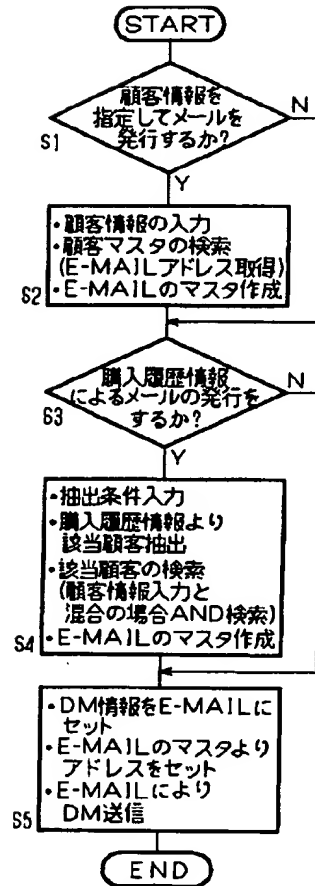 START
顧客情報を
指定してメールを
発行するか?
N
S1
Y
・顧客情報の入力
・顧客マスタの検索
(E-MAILアドレス取得)
・E-MAILのマスタ作成
S2
購入履歴情報
によるメールの発行を
するか?
N
S3
Y
・抽出条件入力
・購入履歴情報より
該当顧客抽出
・該当顧客の検索
(顧客情報入力と
混合の場合AND検索)
・E-MAILのマスタ作成
S4
・DM情報をE-MAILに
セット
・E-MAILのマスタより
アドレスをセット
・E-MAILにより
DM送信
S5
END